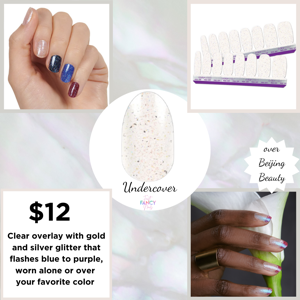 over
Beijing
Beauty
Undercover
FANCY
$12
Clear overlay with gold
and silver glitter that
flashes blue to purple,
worn alone or over
your favorite color